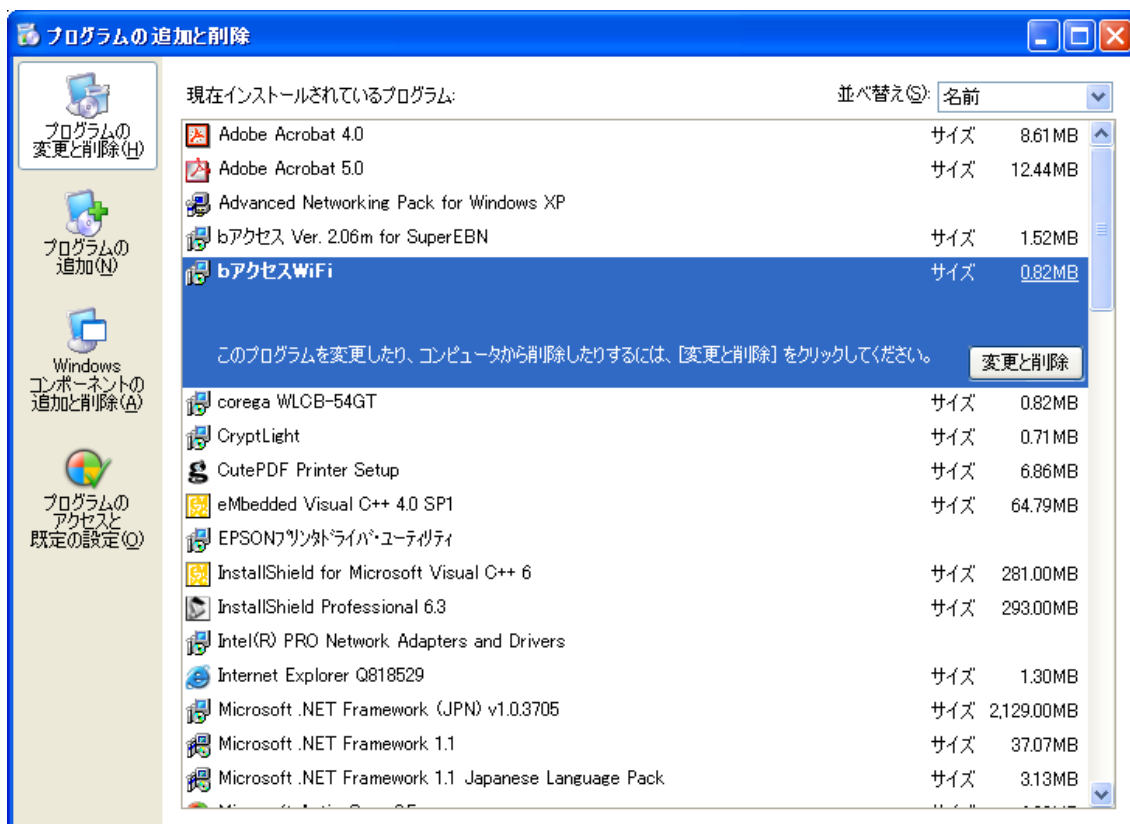 プログラムの追加と削除
プログラムの
変更と削除(H)
プログラムの
追加(N)
Windows
コンポーネントの
追加と削除(A)
プログラムの
アクセスと
既定の設定(O)
現在インストールされているプログラム:
並べ替え(S): 名前
Adobe Acrobat 4.0 サイズ 8.61MB
Adobe Acrobat 5.0 サイズ 12.44MB
Advanced Networking Pack for Windows XP
bアクセス Ver. 2.06m for SuperEBN サイズ 1.52MB
bアクセスWiFi サイズ 0.82MB
このプログラムを変更したり、コンピュータから削除したりするには、[変更と削除] をクリックしてください。
変更と削除
corega WLCB-54GT サイズ 0.82MB
CryptLight サイズ 0.71MB
CutePDF Printer Setup サイズ 6.86MB
eMbedded Visual C++ 4.0 SP1 サイズ 64.79MB
EPSONプリンタドライバ・ユーティリティ
InstallShield for Microsoft Visual C++ 6 サイズ 281.00MB
InstallShield Professional 6.3 サイズ 293.00MB
Intel(R) PRO Network Adapters and Drivers
Internet Explorer Q818529 サイズ 1.30MB
Microsoft .NET Framework (JPN) v1.0.3705 サイズ 2,129.00MB
Microsoft .NET Framework 1.1 サイズ 37.07MB
Microsoft .NET Framework 1.1 Japanese Language Pack サイズ 3.13MB